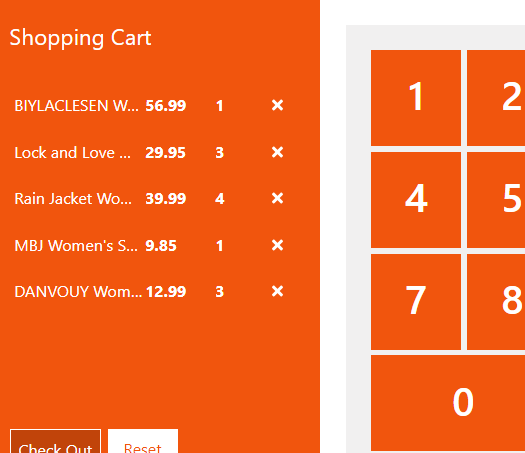 Shopping Cart
BIYLACLESEN W... 56.99 1 ×
Lock and Love ... 29.95 3 ×
Rain Jacket Wo... 39.99 4 ×
MBJ Women's S... 9.85 1 ×
DANVOUY Wom... 12.99 3 ×
Check Out Reset
1 2
4 5
7 8
0